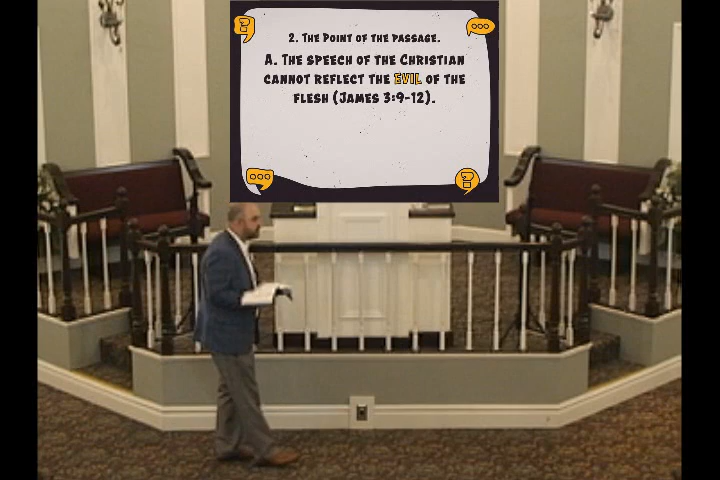 2. The Point of the passage.
A. The speech of the Christian
cannot reflect the evil of the
flesh (James 3:9-12).